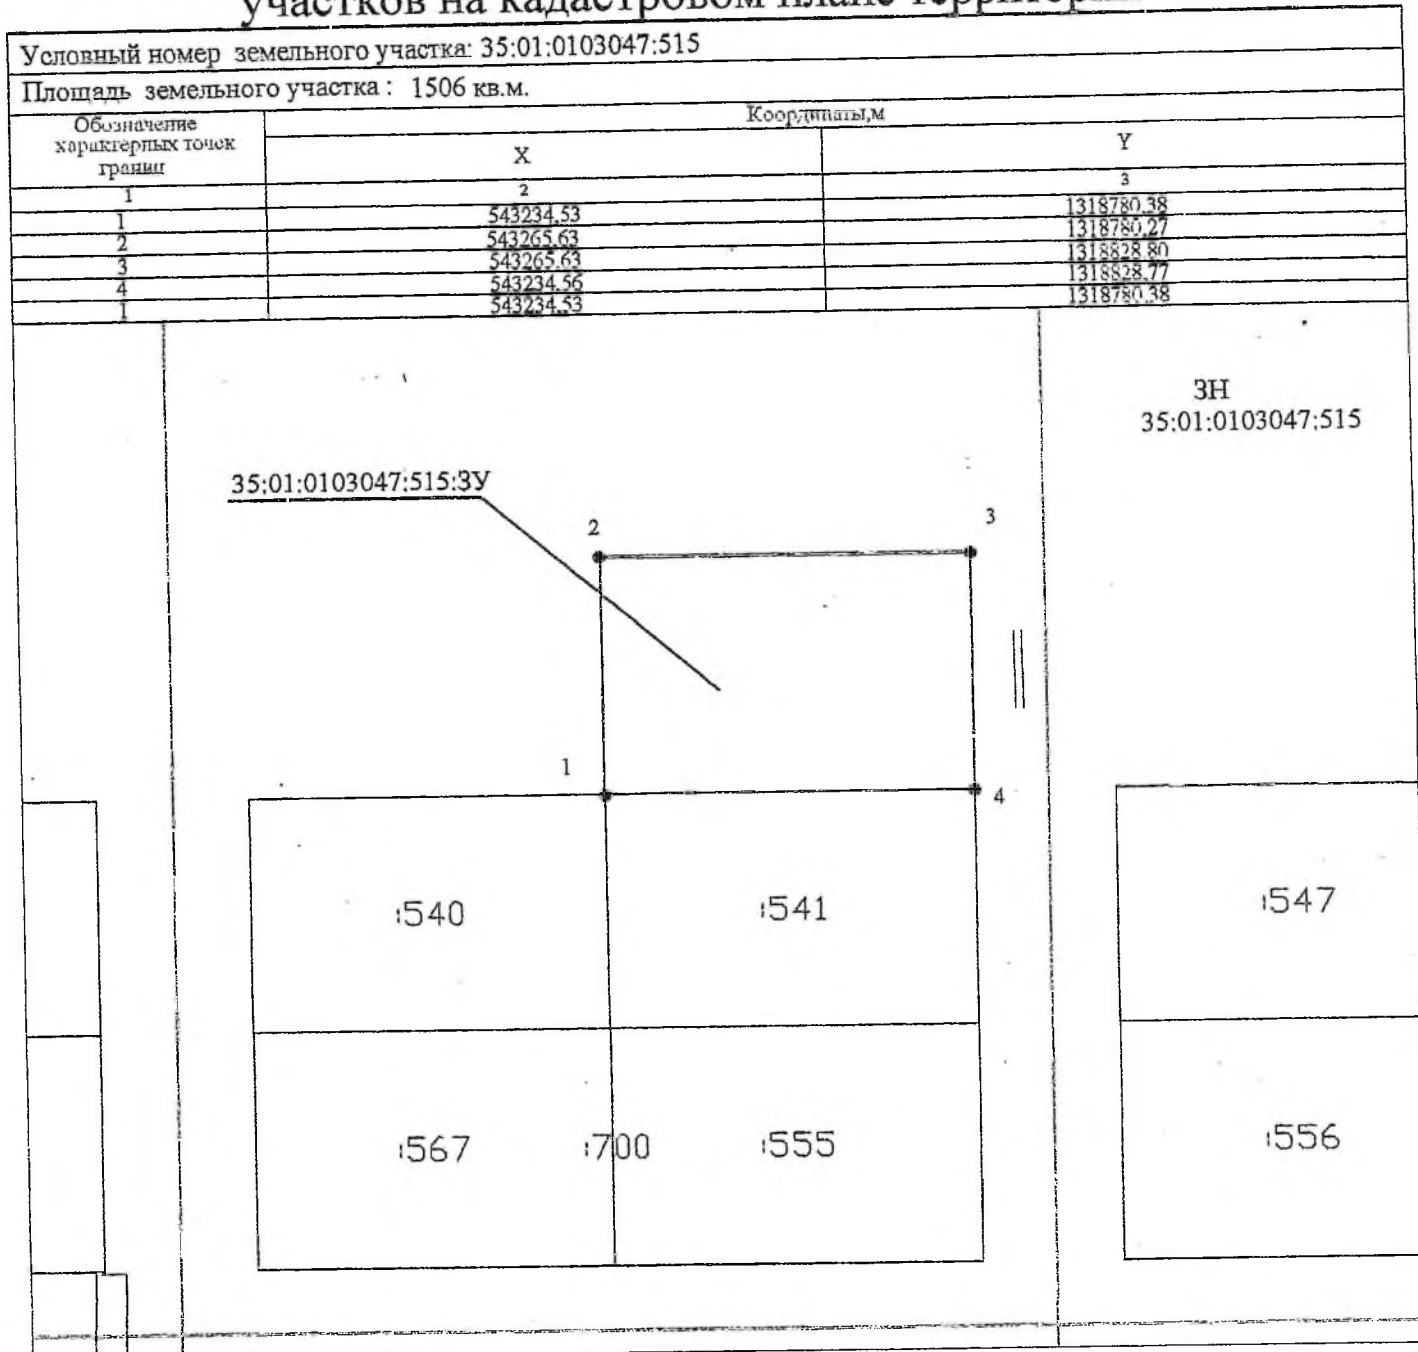 участков на кадастровом плане территории
Условный номер земельного участка: 35:01:0103047:515
Площадь земельного участка : 1506 кв.м.
Обозначение характерных точек границ
Координаты,м
X
Y
1 2 3
1 543234,53 1318780,38
2 543265,63 1318780,27
3 543265,63 1318828,80
4 543234,56 1318828,77
1 543234,53 1318780,38
ЗН
35:01:0103047:515
35:01:0103047:515:ЗУ
2
3
1
4
:540
:541
:547
:567
:700
:555
:556